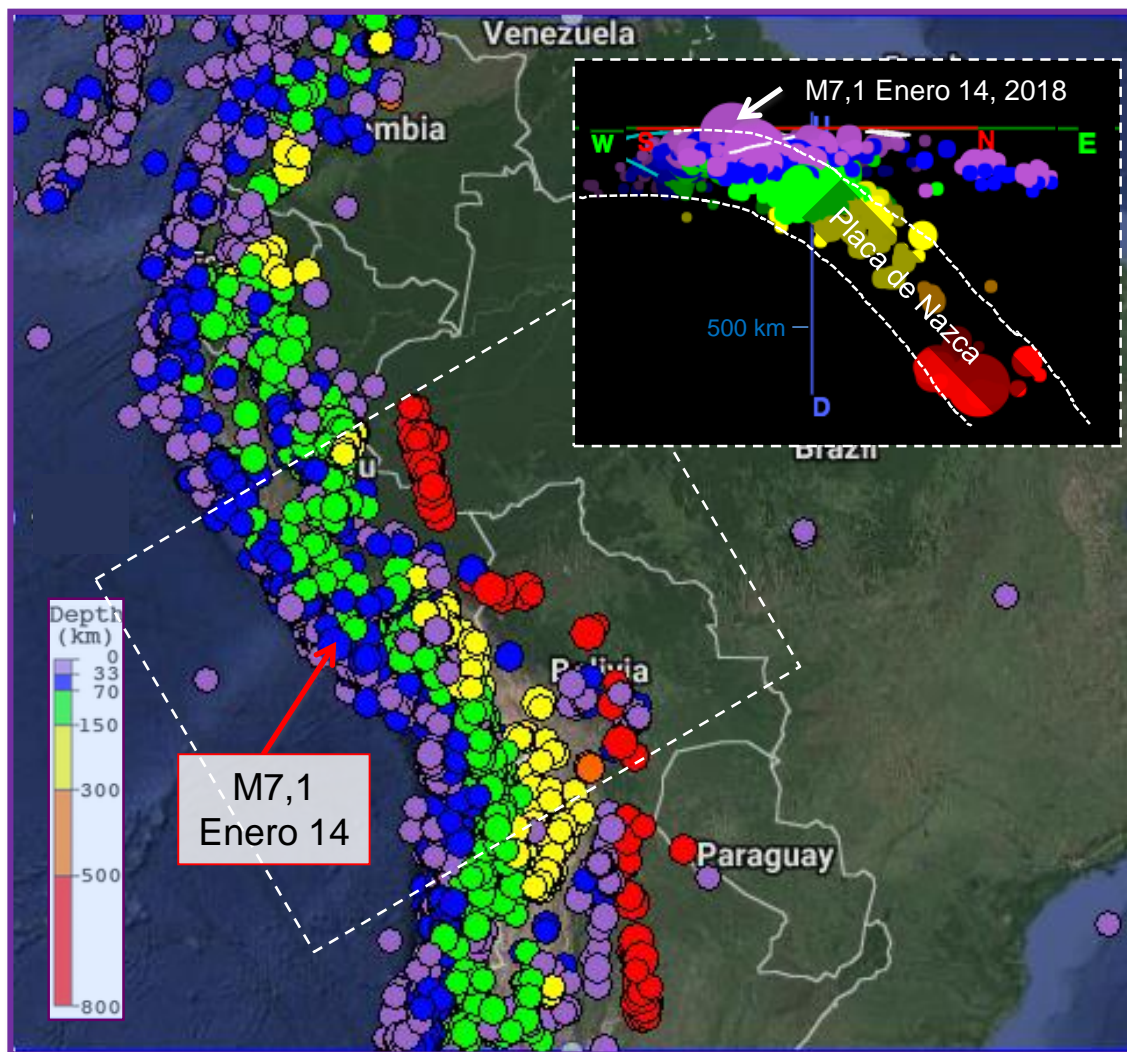 Venezuela
ombia
M7,1 Enero 14, 2018
U
W
S
N
E
Placa de Nazca
500 km
D
Brazil
u
Bolivia
Depth
(km)
0
33
70
150
300
500
800
M7,1
Enero 14
Paraguay